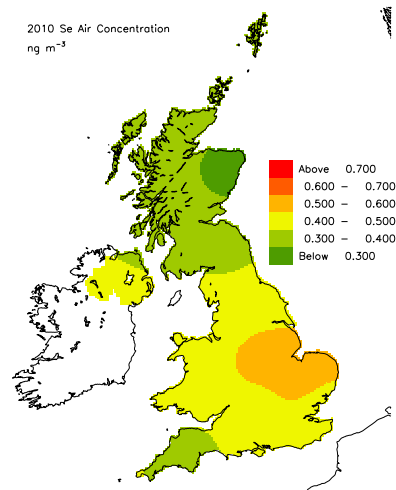 2010 Se Air Concentration
ng m⁻³
Above 0.700
0.600 – 0.700
0.500 – 0.600
0.400 – 0.500
0.300 – 0.400
Below 0.300